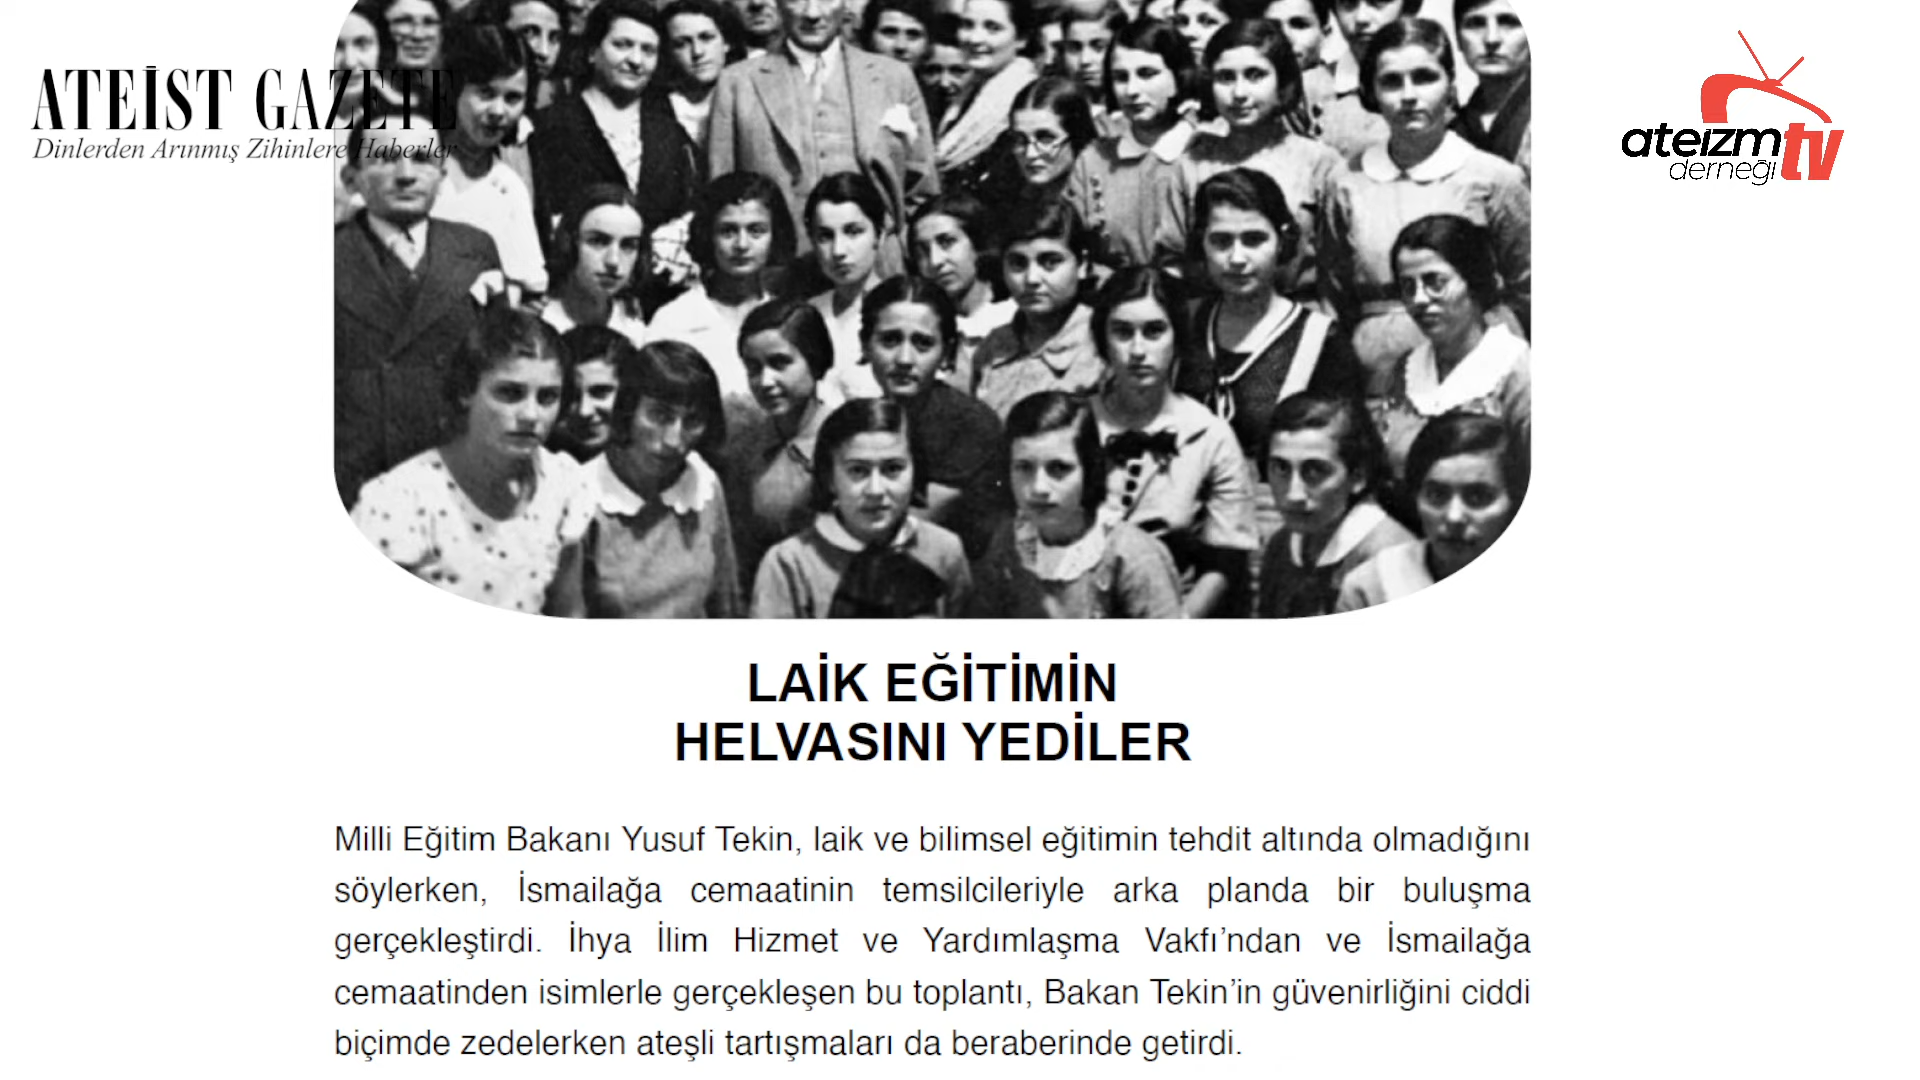 ATEİST GAZETE
Dinlerden Arınmış Zihinlere Haberler
ateizm tv
derneği
LAİK EĞİTİMİN
HELVASINI YEDİLER
Milli Eğitim Bakanı Yusuf Tekin, laik ve bilimsel eğitimin tehdit altında olmadığını
söylerken, İsmailağa cemaatinin temsilcileriyle arka planda bir buluşma
gerçekleştirdi. İhya İlim Hizmet ve Yardımlaşma Vakfı’ndan ve İsmailağa
cemaatinden isimlerle gerçekleşen bu toplantı, Bakan Tekin’in güvenirliğini ciddi
biçimde zedelerken ateşli tartışmaları da beraberinde getirdi.